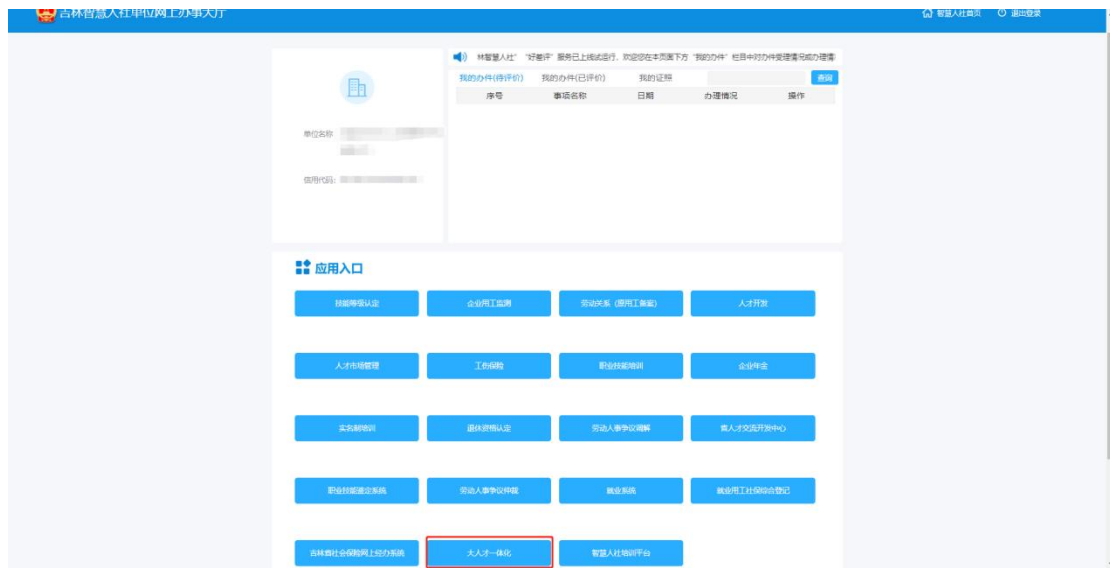 吉林智慧人社单位网上办事大厅
智慧人社首页 退出登录
林智慧人社” “好差评” 服务已上线试运行, 欢迎您在本页面下方 “我的办件” 栏目中对办件受理情况或办理情
我的办件(待评价) 我的办件(已评价) 我的证照 查询
序号 事项名称 日期 办理情况 操作
单位名称
信用代码:
应用入口
技能等级认定 企业用工监测 劳动关系 (原用工备案) 人才开发
人才市场管理 工伤保险 职业技能培训 企业年金
实名制培训 退休资格认定 劳动人事争议调解 省人才交流开发中心
职业技能鉴定系统 劳动人事争议仲裁 就业系统 就业用工社保综合登记
吉林省社会保险网上经办系统 大人才一体化 智慧人社培训平台